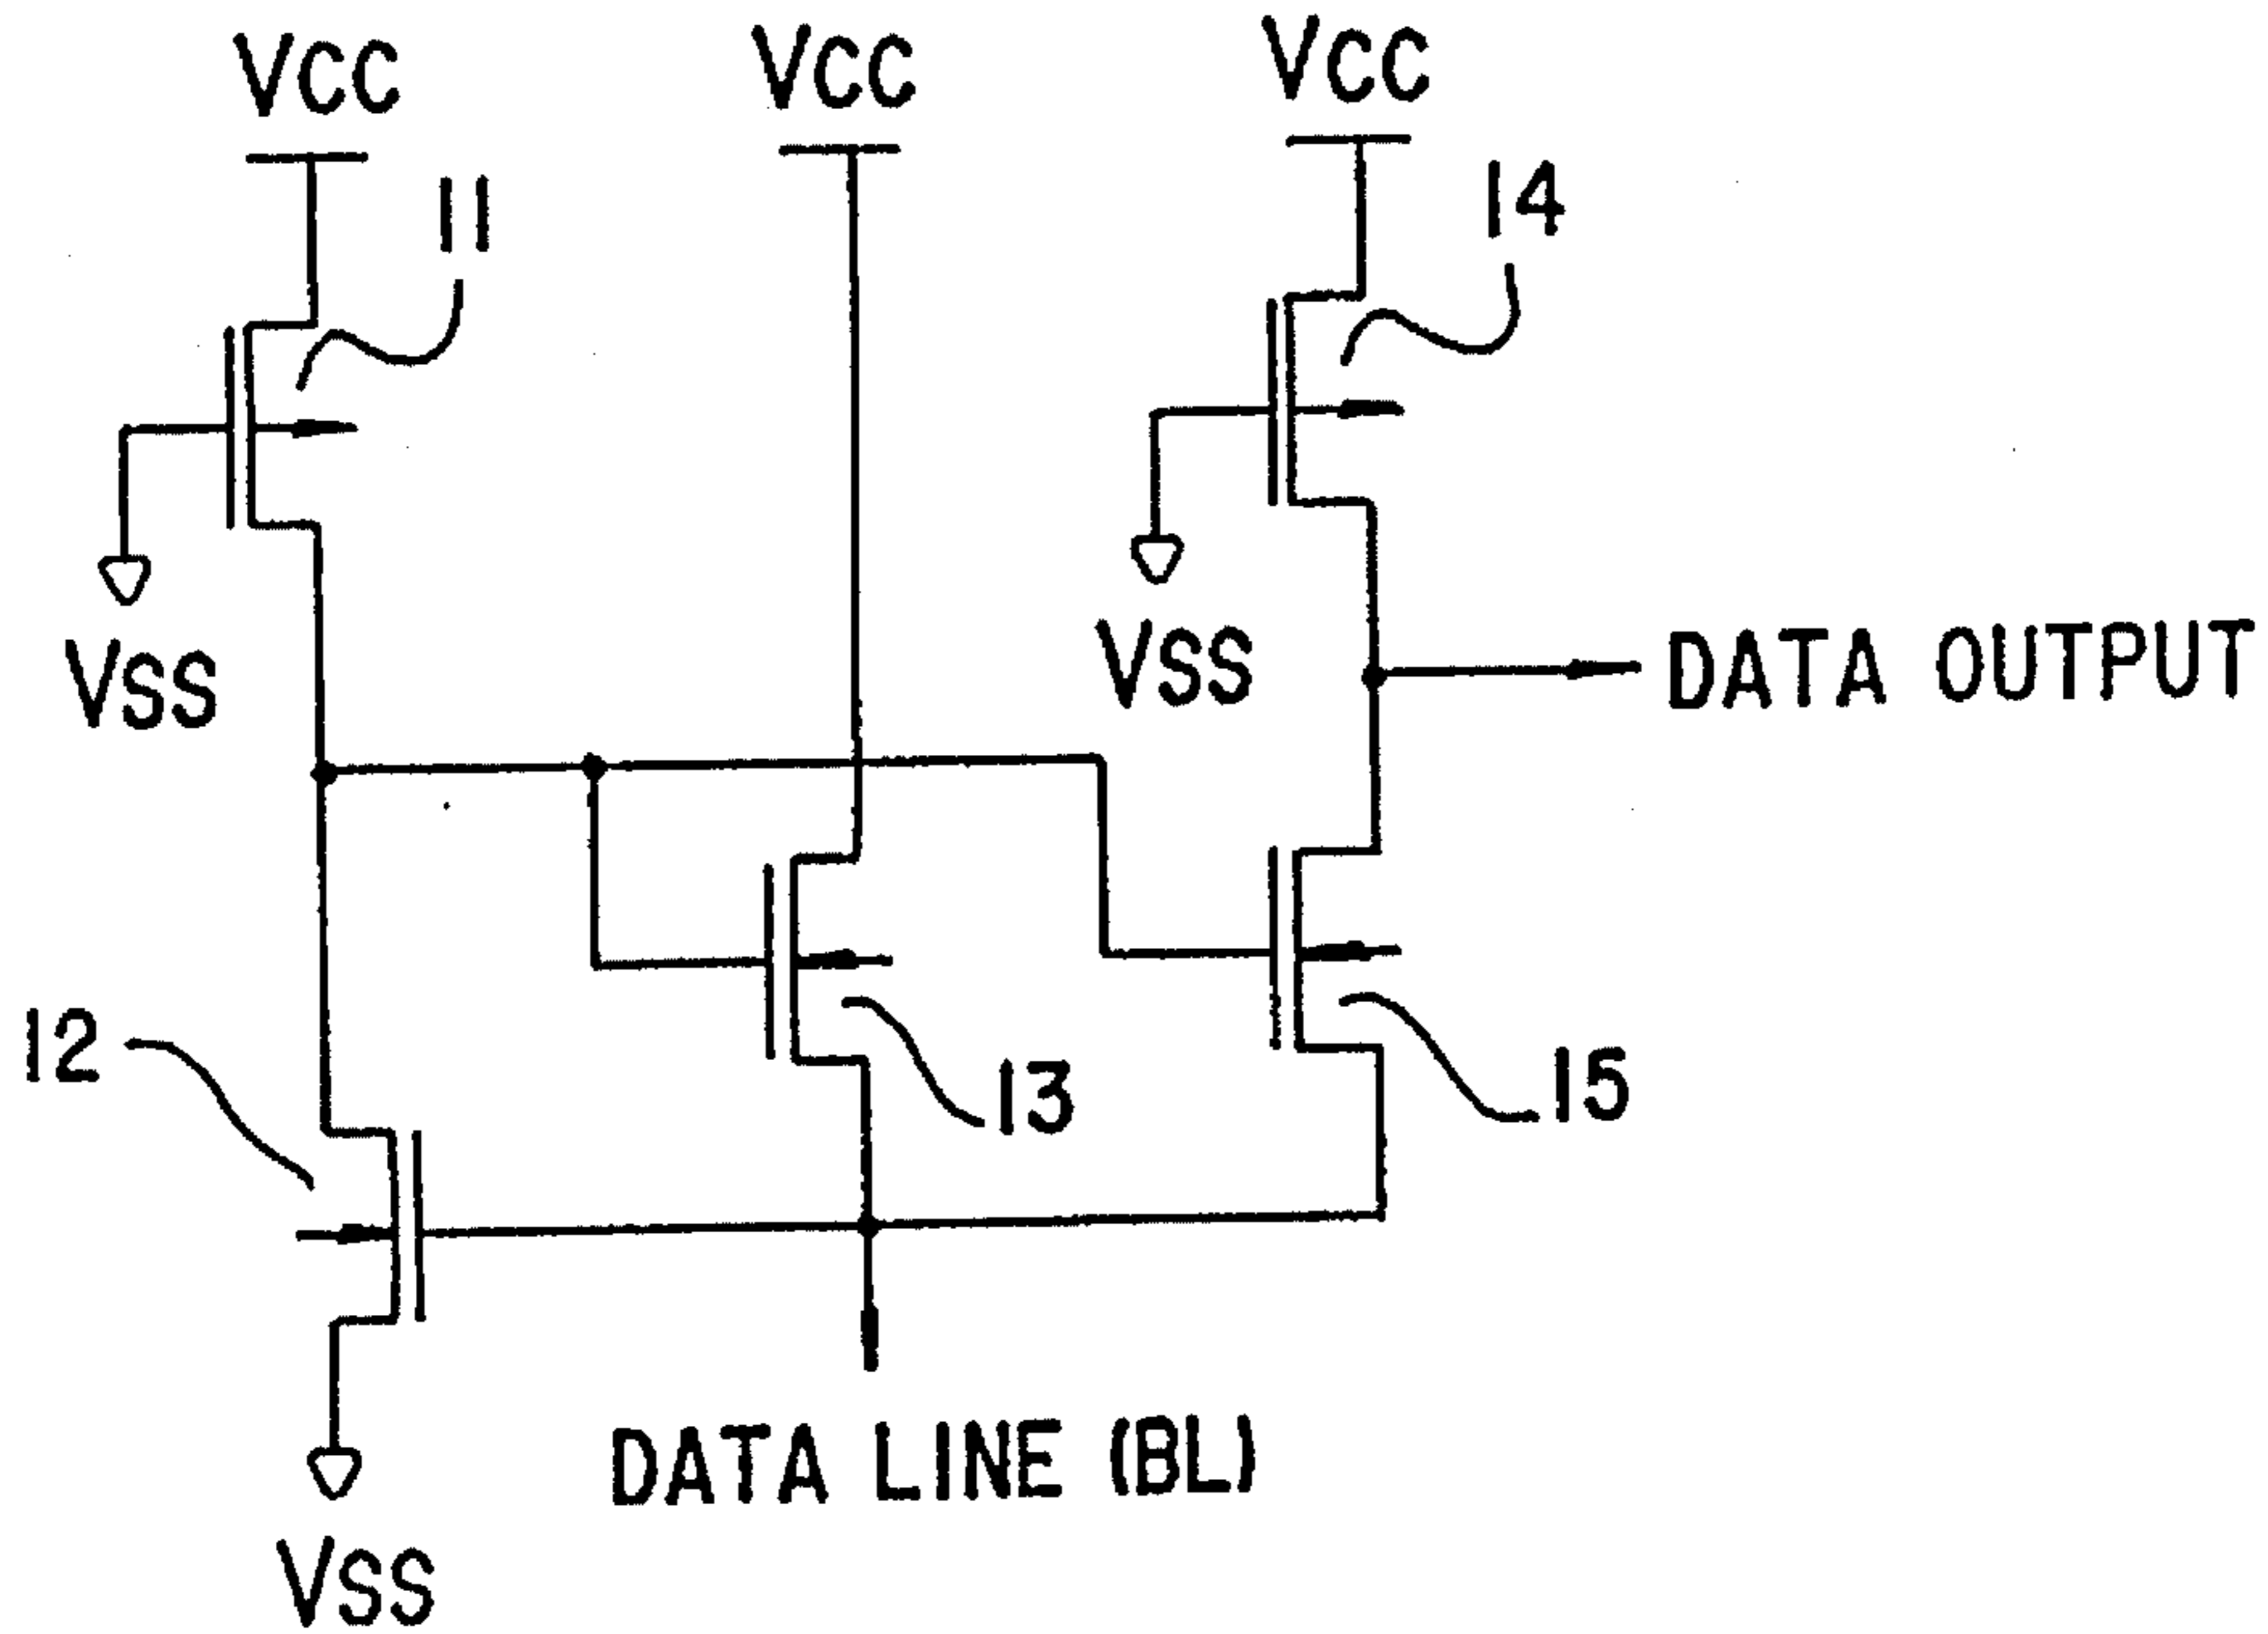 VCC
VCC
VCC
11
14
VSS
VSS
DATA OUTPUT
12
13
15
DATA LINE (BL)
VSS